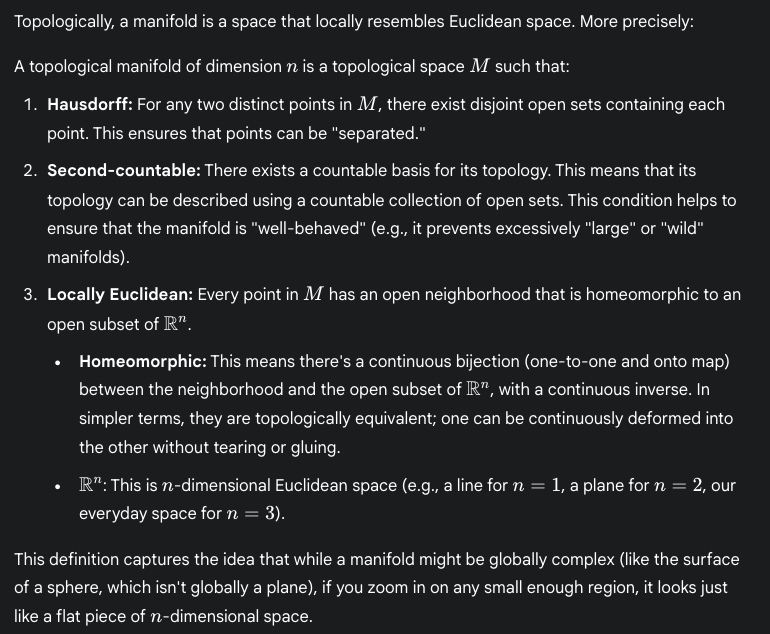 Topologically, a manifold is a space that locally resembles Euclidean space. More precisely:
A topological manifold of dimension n is a topological space M such that:
1. Hausdorff: For any two distinct points in M, there exist disjoint open sets containing each
point. This ensures that points can be "separated."
2. Second-countable: There exists a countable basis for its topology. This means that its
topology can be described using a countable collection of open sets. This condition helps to
ensure that the manifold is "well-behaved" (e.g., it prevents excessively "large" or "wild"
manifolds).
3. Locally Euclidean: Every point in M has an open neighborhood that is homeomorphic to an
open subset of ℝⁿ.
• Homeomorphic: This means there's a continuous bijection (one-to-one and onto map)
between the neighborhood and the open subset of ℝⁿ, with a continuous inverse. In
simpler terms, they are topologically equivalent; one can be continuously deformed into
the other without tearing or gluing.
• ℝⁿ: This is n-dimensional Euclidean space (e.g., a line for n = 1, a plane for n = 2, our
everyday space for n = 3).
This definition captures the idea that while a manifold might be globally complex (like the surface
of a sphere, which isn't globally a plane), if you zoom in on any small enough region, it looks just
like a flat piece of n-dimensional space.